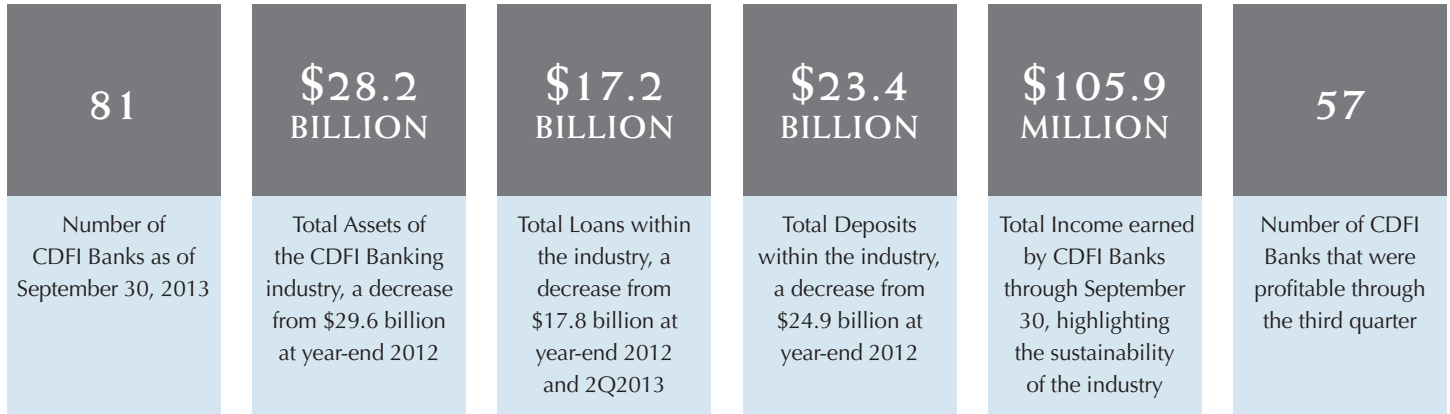 81
Number of
CDFI Banks as of
September 30, 2013
$28.2
BILLION
Total Assets of
the CDFI Banking
industry, a decrease
from $29.6 billion
at year-end 2012
$17.2
BILLION
Total Loans within
the industry, a
decrease from
$17.8 billion at
year-end 2012
and 2Q2013
$23.4
BILLION
Total Deposits
within the industry,
a decrease from
$24.9 billion at
year-end 2012
$105.9
MILLION
Total Income earned
by CDFI Banks
through September
30, highlighting
the sustainability
of the industry
57
Number of CDFI
Banks that were
profitable through
the third quarter